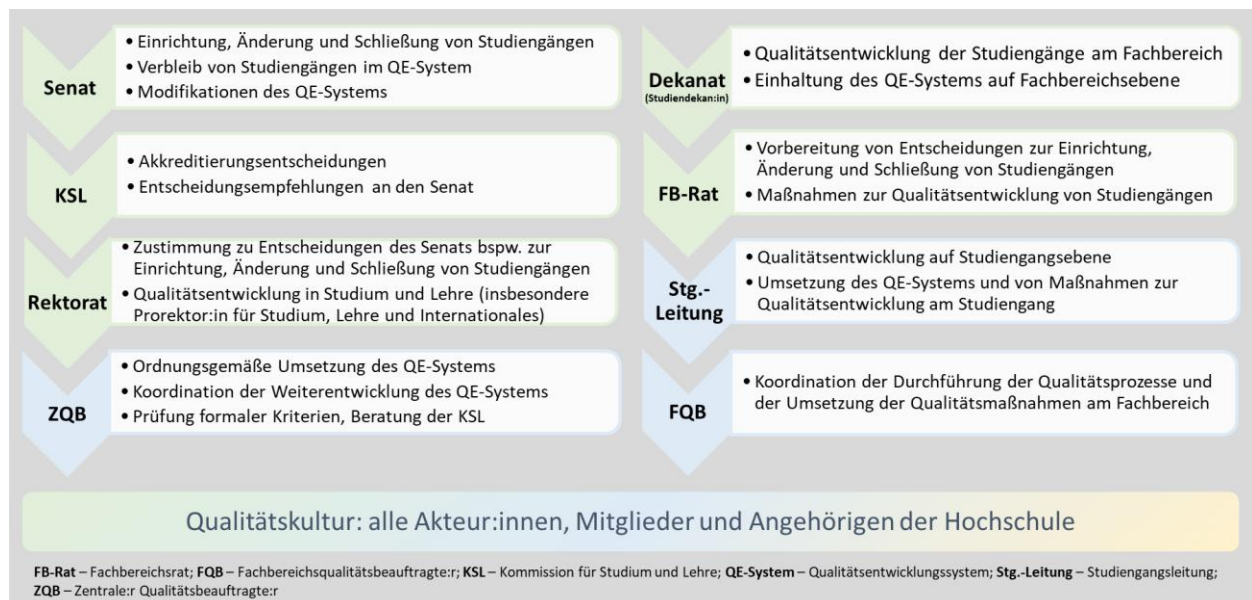 Senat
• Einrichtung, Änderung und Schließung von Studiengängen
• Verbleib von Studiengängen im QE-System
• Modifikationen des QE-Systems
KSL
• Akkreditierungsentscheidungen
• Entscheidungsempfehlungen an den Senat
Rektorat
• Zustimmung zu Entscheidungen des Senats bspw. zur
Einrichtung, Änderung und Schließung von Studiengängen
• Qualitätsentwicklung in Studium und Lehre (insbesondere
Prorektor:in für Studium, Lehre und Internationales)
ZQB
• Ordnungsgemäße Umsetzung des QE-Systems
• Koordination der Weiterentwicklung des QE-Systems
• Prüfung formaler Kriterien, Beratung der KSL
Dekanat
(Studiendekan:in)
• Qualitätsentwicklung der Studiengänge am Fachbereich
• Einhaltung des QE-Systems auf Fachbereichsebene
FB-Rat
• Vorbereitung von Entscheidungen zur Einrichtung,
Änderung und Schließung von Studiengängen
• Maßnahmen zur Qualitätsentwicklung von Studiengängen
Stg.-
Leitung
• Qualitätsentwicklung auf Studiengangsebene
• Umsetzung des QE-Systems und von Maßnahmen zur
Qualitätsentwicklung am Studiengang
FQB
• Koordination der Durchführung der Qualitätsprozesse und
der Umsetzung der Qualitätsmaßnahmen am Fachbereich
Qualitätskultur: alle Akteur:innen, Mitglieder und Angehörigen der Hochschule
FB-Rat – Fachbereichsrat; FQB – Fachbereichsqualitätsbeauftragte:r; KSL – Kommission für Studium und Lehre; QE-System – Qualitätsentwicklungssystem; Stg.-Leitung – Studiengangsleitung;
ZQB – Zentrale:r Qualitätsbeauftragte:r